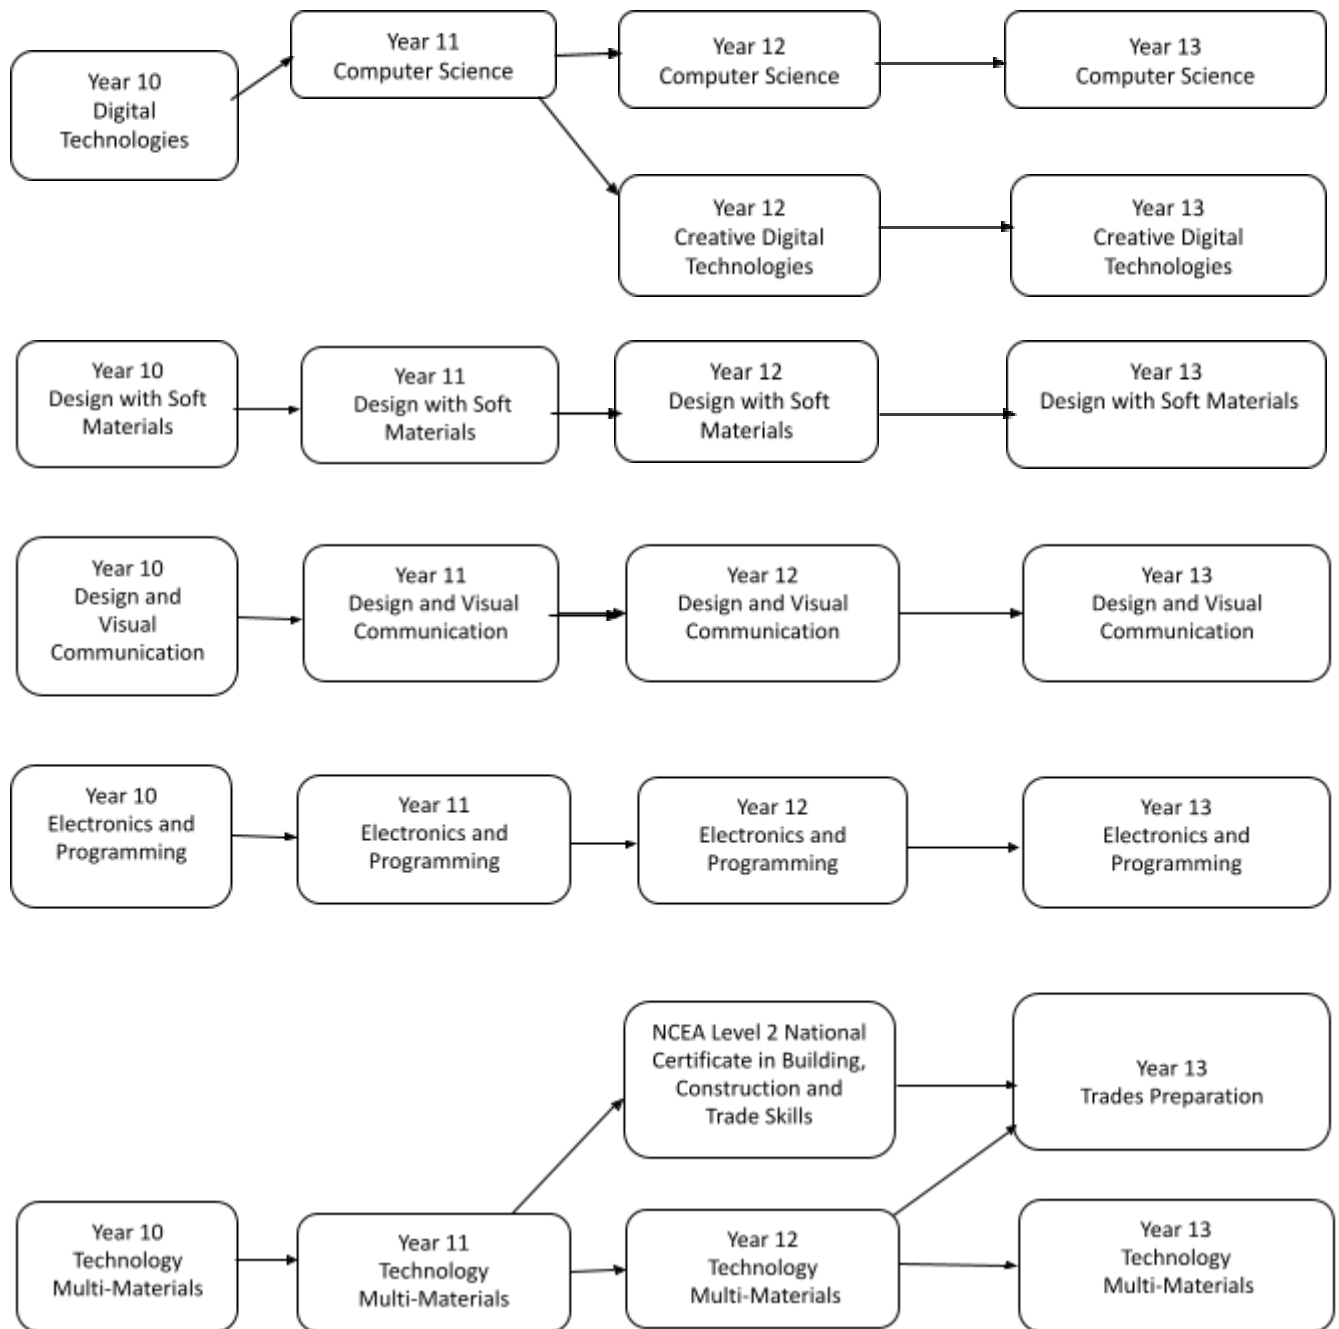 Year 10
Digital
Technologies
Year 11
Computer Science
Year 12
Computer Science
Year 13
Computer Science
Year 12
Creative Digital
Technologies
Year 13
Creative Digital
Technologies
Year 10
Design with Soft
Materials
Year 11
Design with Soft
Materials
Year 12
Design with Soft
Materials
Year 13
Design with Soft Materials
Year 10
Design and
Visual
Communication
Year 11
Design and Visual
Communication
Year 12
Design and Visual
Communication
Year 13
Design and Visual
Communication
Year 10
Electronics and
Programming
Year 11
Electronics and
Programming
Year 12
Electronics and
Programming
Year 13
Electronics and
Programming
NCEA Level 2 National
Certificate in Building,
Construction and
Trade Skills
Year 13
Trades Preparation
Year 10
Technology
Multi-Materials
Year 11
Technology
Multi-Materials
Year 12
Technology
Multi-Materials
Year 13
Technology
Multi-Materials